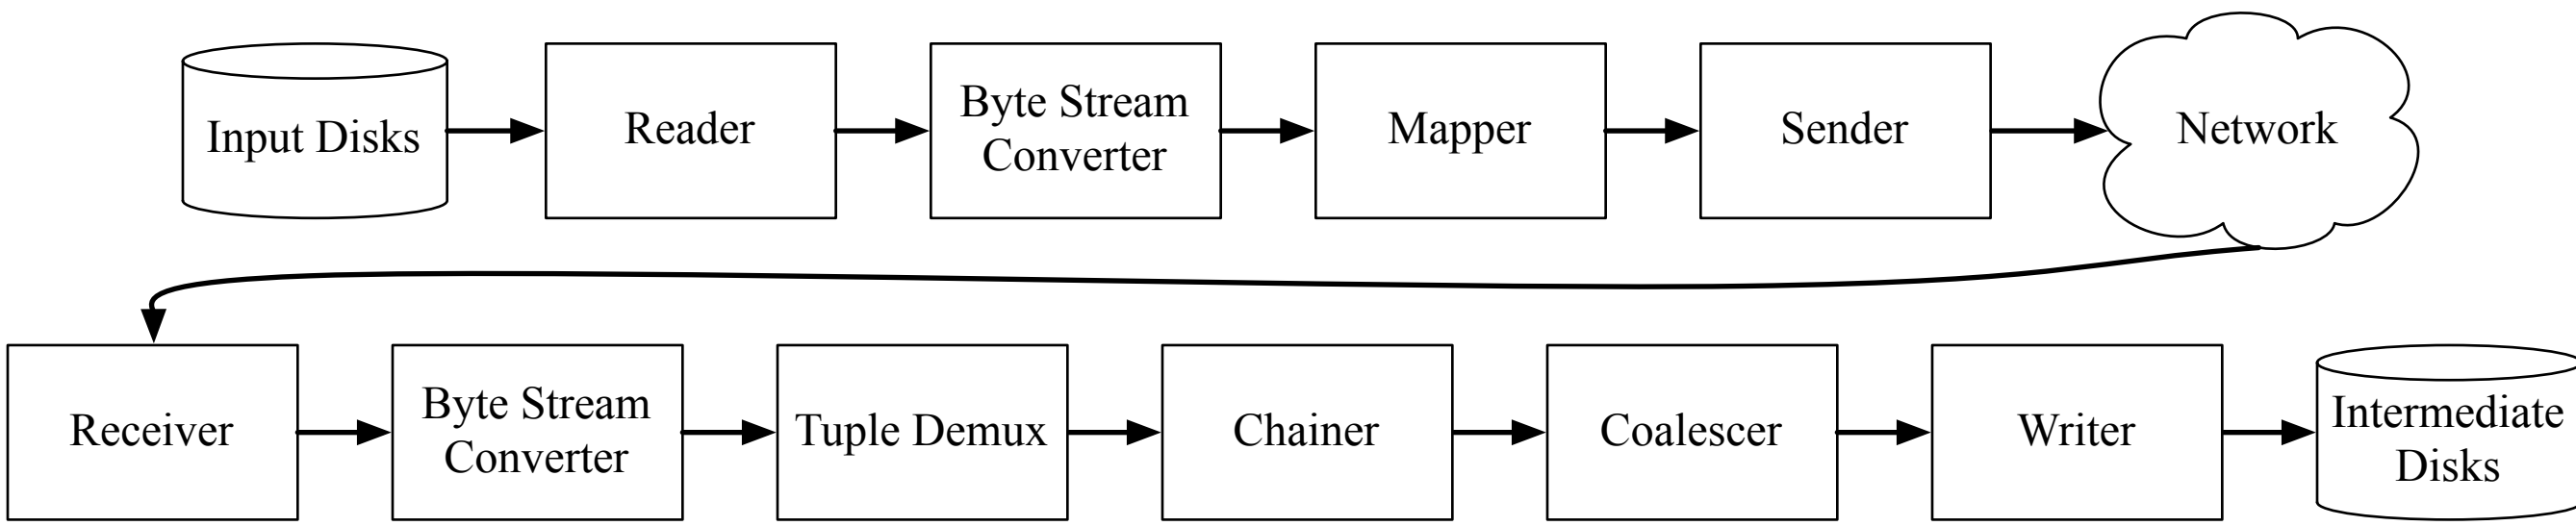 Input Disks
Reader
Byte Stream
Converter
Mapper
Sender
Network
Receiver
Byte Stream
Converter
Tuple Demux
Chainer
Coalescer
Writer
Intermediate
Disks